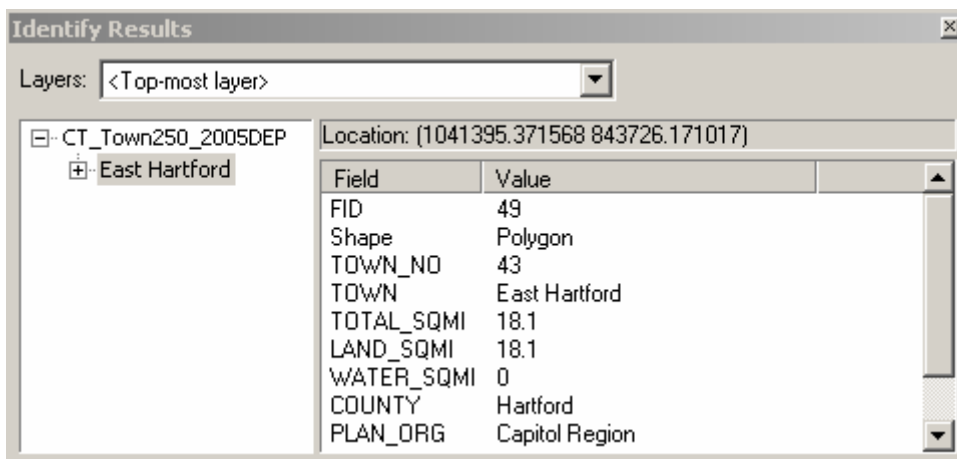 Identify Results
Layers: <Top-most layer>
CT_Town250_2005DEP
East Hartford
Location: (1041395.371568 843726.171017)
Field Value
FID 49
Shape Polygon
TOWN_NO 43
TOWN East Hartford
TOTAL_SQMI 18.1
LAND_SQMI 18.1
WATER_SQMI 0
COUNTY Hartford
PLAN_ORG Capitol Region